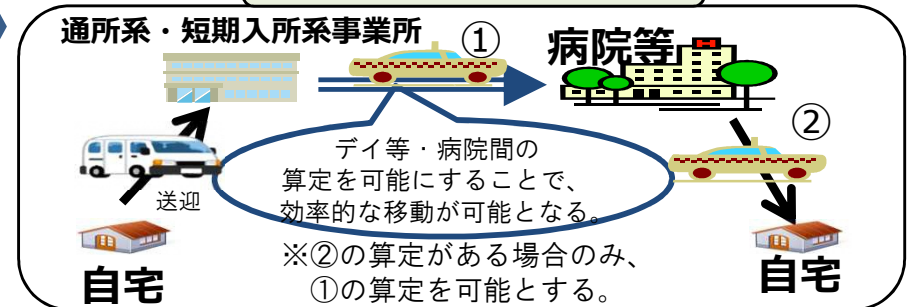 通所系・短期入所系事業所
①
病院等
H
②
デイ等・病院間の
算定を可能にすることで、
効率的な移動が可能となる。
送迎
※②の算定がある場合のみ、
①の算定を可能とする。
自宅
自宅